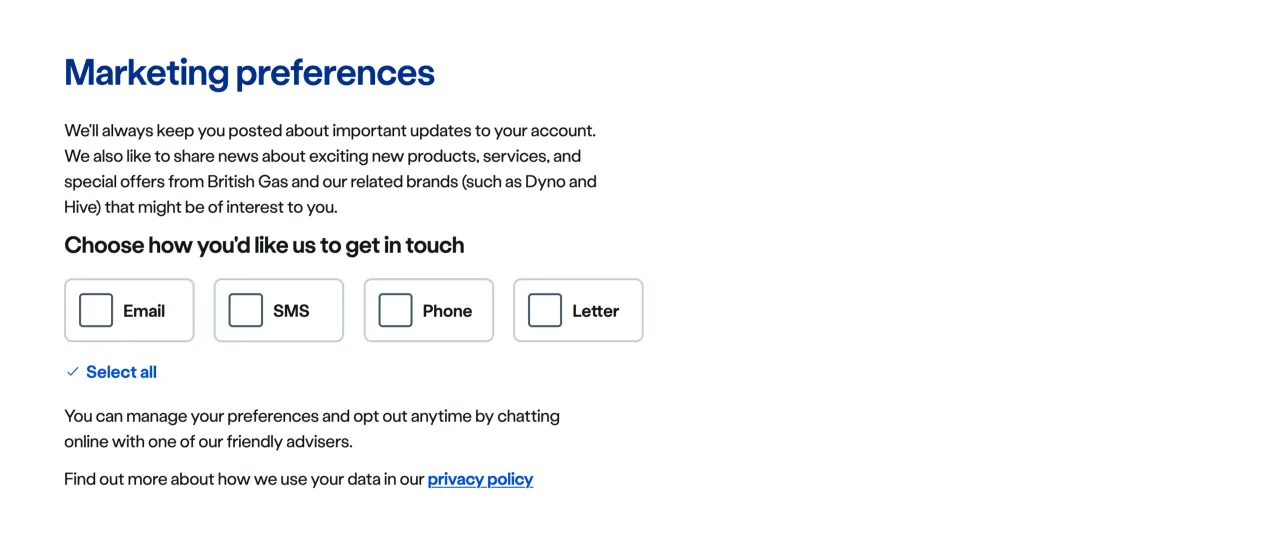 Marketing preferences
We'll always keep you posted about important updates to your account.
We also like to share news about exciting new products, services, and
special offers from British Gas and our related brands (such as Dyno and
Hive) that might be of interest to you.
Choose how you'd like us to get in touch
Email SMS Phone Letter
Select all
You can manage your preferences and opt out anytime by chatting
online with one of our friendly advisers.
Find out more about how we use your data in our privacy policy